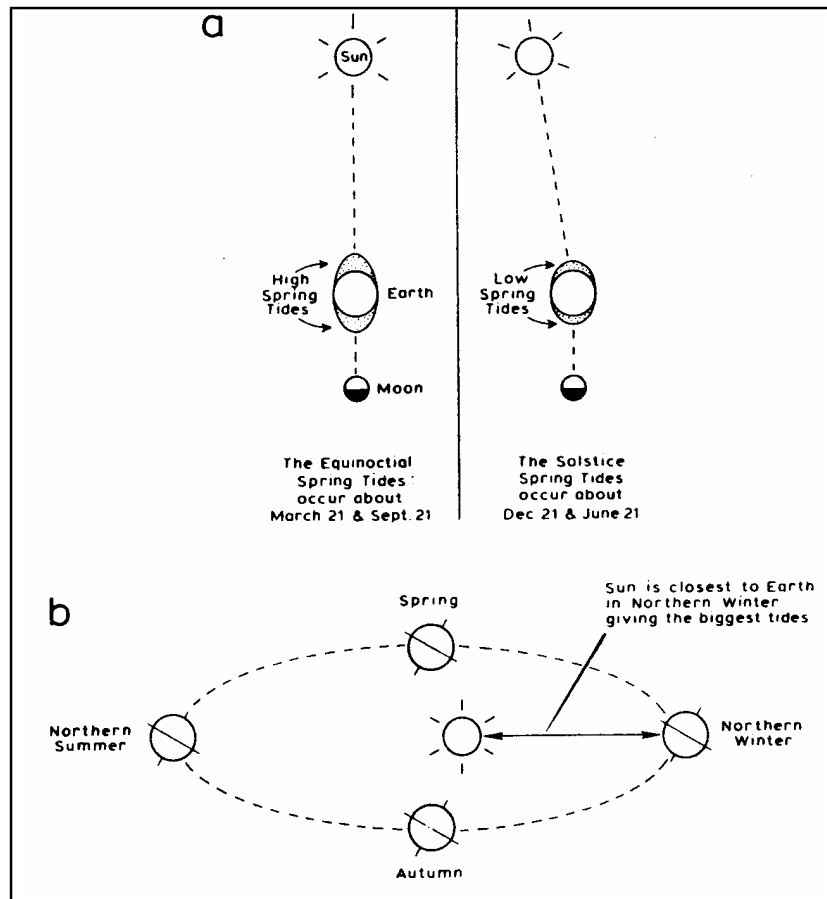 a
Sun
High
Spring
Tides
Earth
Moon
The Equinoctial
Spring Tides
occur about
March 21 & Sept. 21
Low
Spring
Tides
The Solstice
Spring Tides
occur about
Dec 21 & June 21
b
Spring
Sun is closest to Earth
in Northern Winter
giving the biggest tides
Northern
Summer
Northern
Winter
Autumn